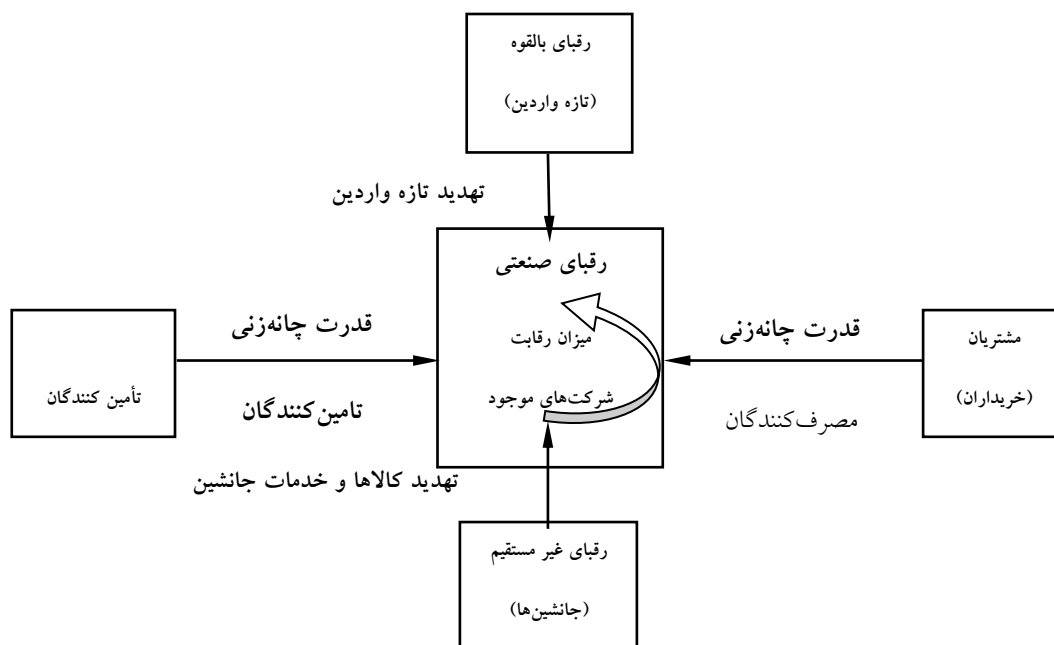 رقبای بالقوه
(تازه واردین)
تهدید تازه واردین
رقبای صنعتی
میزان رقابت
شرکت‌های موجود
قدرت چانه‌زنی
مصرف‌کنندگان
مشتریان
(خریداران)
قدرت چانه‌زنی
تامین‌کنندگان
تأمین کنندگان
تهدید کالاها و خدمات جانشین
رقبای غیر مستقیم
(جانشین‌ها)